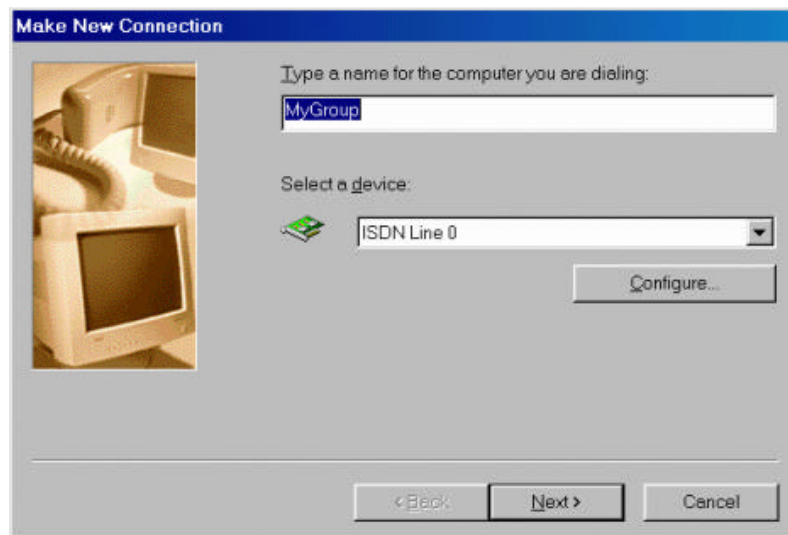 Make New Connection
Type a name for the computer you are dialing:
MyGroup
Select a device:
ISDN Line 0
Configure...
< Back
Next >
Cancel